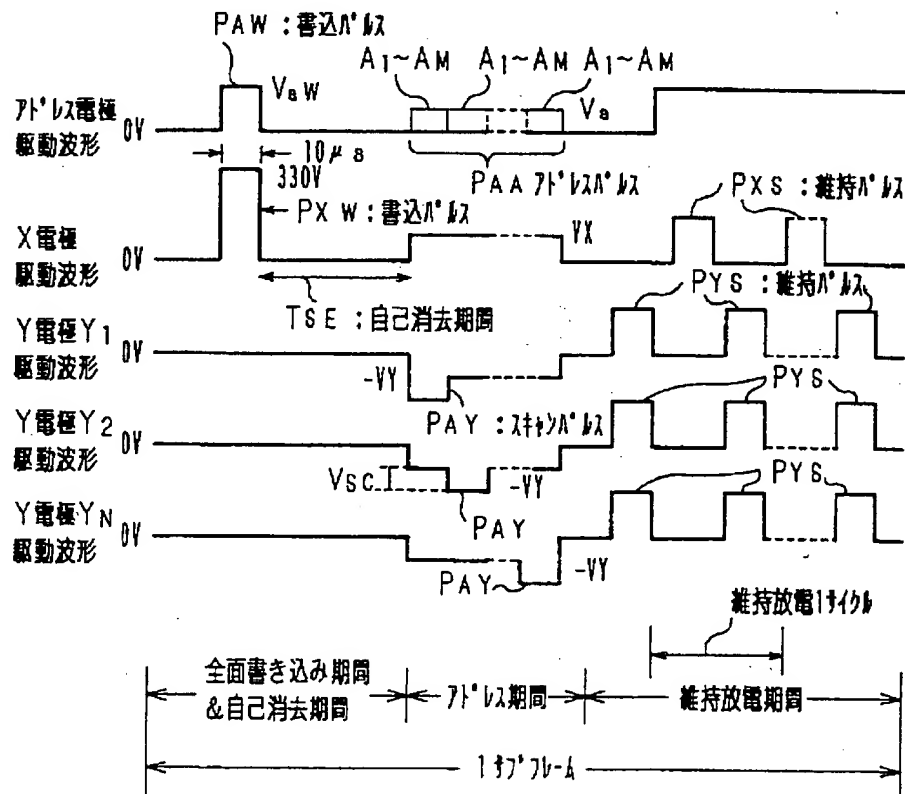 PAW：書込パルス
A1~AM A1~AM A1~AM
VaW
Va
アドレス電極
駆動波形
0V
10μs
PAAアドレスパルス
330V
PXW：書込パルス
PXS：維持パルス
X電極
駆動波形
0V
VX
TSE：自己消去期間
PYS：維持パルス
Y電極Y1
駆動波形
0V
-VY
PAY：スキャンパルス
PYS
Y電極Y2
駆動波形
0V
VSC
-VY
PAY
PYS
Y電極YN
駆動波形
0V
-VY
PAY
維持放電1サイクル
全面書き込み期間
&自己消去期間
アドレス期間
維持放電期間
1サブフレーム